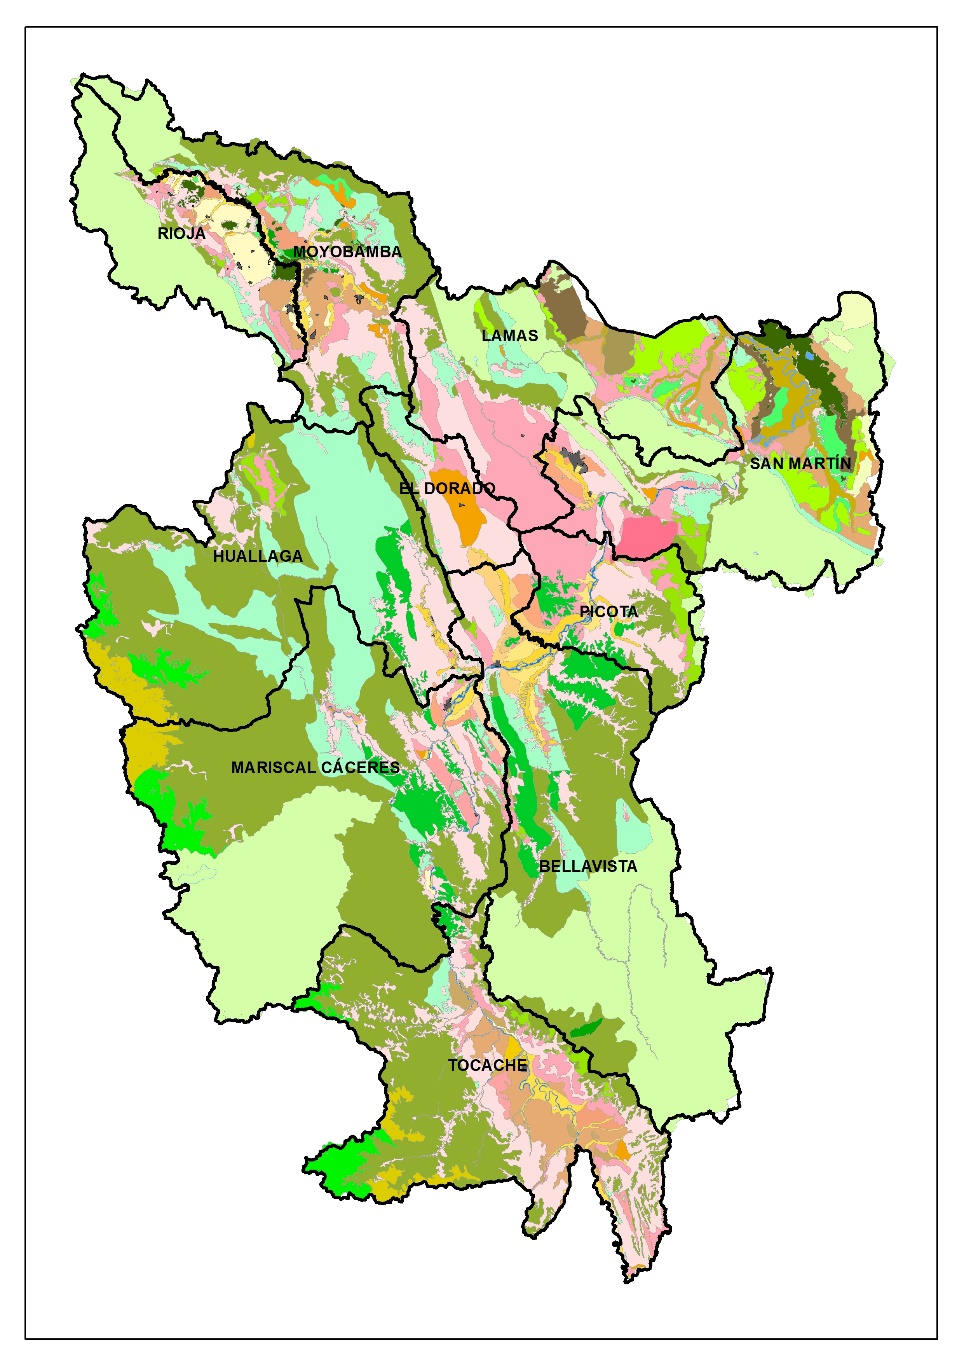 RIOJA
MOYOBAMBA
LAMAS
SAN MARTÍN
EL DORADO
HUALLAGA
PICOTA
MARISCAL CÁCERES
BELLAVISTA
TOCACHE